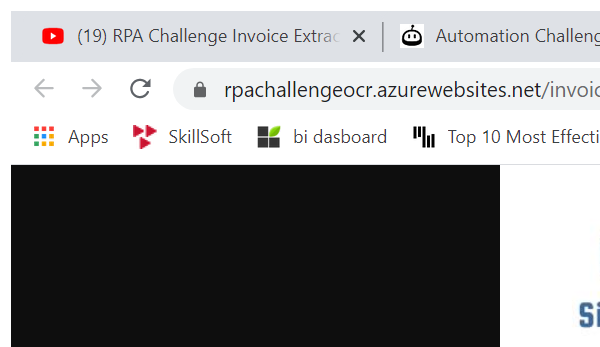 (19) RPA Challenge Invoice Extrac
Automation Challeng
rpachallengeocr.azurewebsites.net/invoic
Apps SkillSoft bi dasboard Top 10 Most Effecti
Si